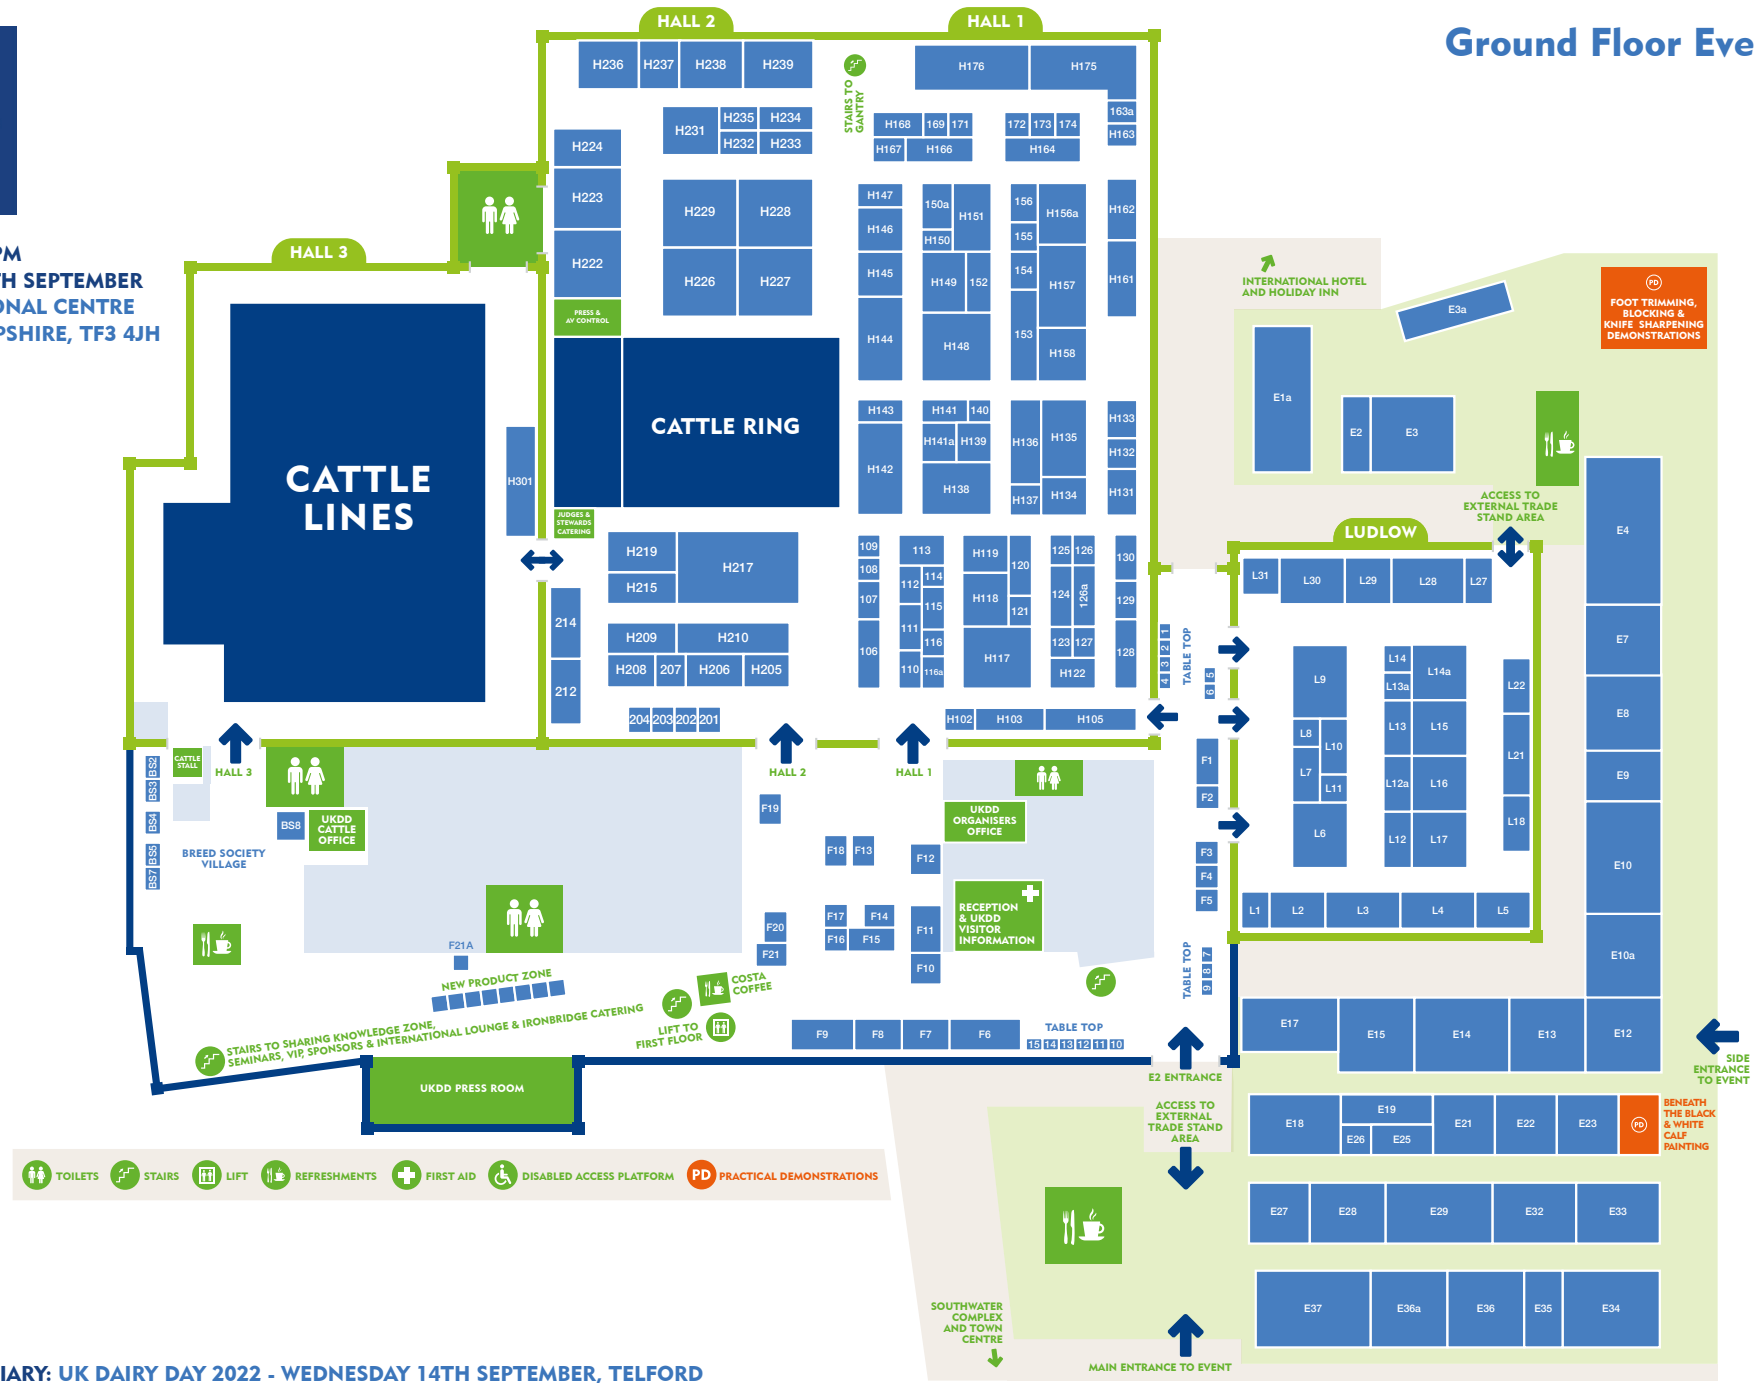 HALL 2
HALL 1
Ground Floor Eve
PM
TH SEPTEMBER
ONAL CENTRE
PSHIRE, TF3 4JH
HALL 3
H236
H237
H238
H239
H231
H235
H234
H232
H233
H224
H223
H222
H229
H228
H226
H227
PRESS &
AV CONTROL
STAIRS TO
GANTRY
H176
H175
163a
H163
H168
169
171
H167
H166
172
173
174
H164
H147
H146
H145
H144
150a
H151
H150
H149
152
H148
156
155
154
153
H156a
H157
H158
H162
H161
CATTLE
LINES
H301
CATTLE RING
JUDGES &
STEWARDS
CATERING
H143
H142
H141
140
H141a
H139
H138
H136
H137
H135
H134
H133
H132
H131
H219
H215
H217
H209
H210
H208
207
H206
H205
214
212
204
203
202
201
109
108
107
106
113
112
114
115
111
116
110
116a
H119
120
H118
121
H117
125
126
124
126a
123
127
H122
130
129
128
H102
H103
H105
TABLE TOP
1
2
3
4
5
6
INTERNATIONAL HOTEL
AND HOLIDAY INN
E3a
PD
FOOT TRIMMING,
BLOCKING &
KNIFE SHARPENING
DEMONSTRATIONS
E1a
E2
E3
ACCESS TO
EXTERNAL TRADE
STAND AREA
LUDLOW
L31
L30
L29
L28
L27
L9
L8
L10
L7
L11
L6
L14
L14a
L13a
L13
L15
L12a
L16
L12
L17
L22
L21
L18
L1
L2
L3
L4
L5
E4
E7
E8
E9
E10
E10a
E12
E17
E15
E14
E13
SIDE
ENTRANCE
TO EVENT
CATTLE
STALL
BS2
BS3
BS4
BS5
BS7
HALL 3
BS8
UKDD
CATTLE
OFFICE
BREED SOCIETY
VILLAGE
HALL 2
HALL 1
F19
F18
F13
F12
F17
F14
F16
F15
F11
F10
F20
F21
UKDD
ORGANISERS
OFFICE
RECEPTION
& UKDD
VISITOR
INFORMATION
F1
F2
F3
F4
F5
TABLE TOP
7
8
9
F21A
NEW PRODUCT ZONE
STAIRS TO SHARING KNOWLEDGE ZONE,
SEMINARS, VIP, SPONSORS & INTERNATIONAL LOUNGE & IRONBRIDGE CATERING
COSTA
COFFEE
LIFT TO
FIRST FLOOR
F9
F8
F7
F6
TABLE TOP
15
14
13
12
11
10
UKDD PRESS ROOM
E2 ENTRANCE
ACCESS TO
EXTERNAL
TRADE STAND
AREA
E18
E19
E26
E25
E21
E22
E23
PD
BENEATH
THE BLACK
& WHITE
CALF
PAINTING
E27
E28
E29
E32
E33
E37
E36a
E36
E35
E34
TOILETS
STAIRS
LIFT
REFRESHMENTS
FIRST AID
DISABLED ACCESS PLATFORM
PD
PRACTICAL DEMONSTRATIONS
SOUTHWATER
COMPLEX
AND TOWN
CENTRE
MAIN ENTRANCE TO EVENT
IARY: UK DAIRY DAY 2022 - WEDNESDAY 14TH SEPTEMBER, TELFORD